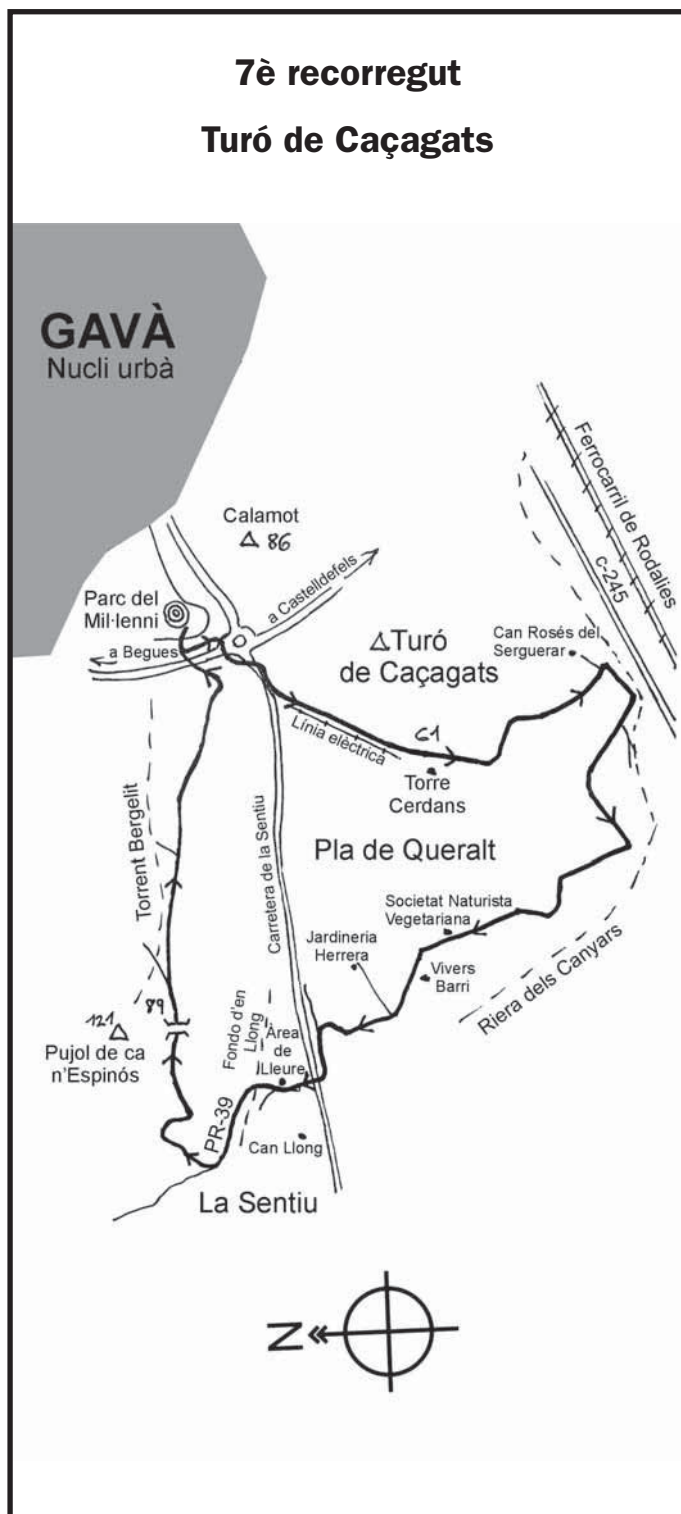 7è recorregut
Turó de Caçagats
GAVÀ
Nucli urbà
Ferrocarril de Rodalies
c-245
Calamot
86
a Castelldefels
Parc del
Mil·lenni
a Begues
Turó
de Caçagats
Can Rosés del
Serguerar
Línia elèctrica
61
Torre
Cerdans
Torrent Bergelit
Carretera de la Sentiu
Pla de Queralt
Societat Naturista
Vegetariana
Jardineria
Herrera
Vivers
Barri
Riera dels Canyars
89
121
Pujol de ca
n'Espinós
Fondo d'en
Llong
Àrea
de
Lleure
PR-39
Can Llong
La Sentiu
N